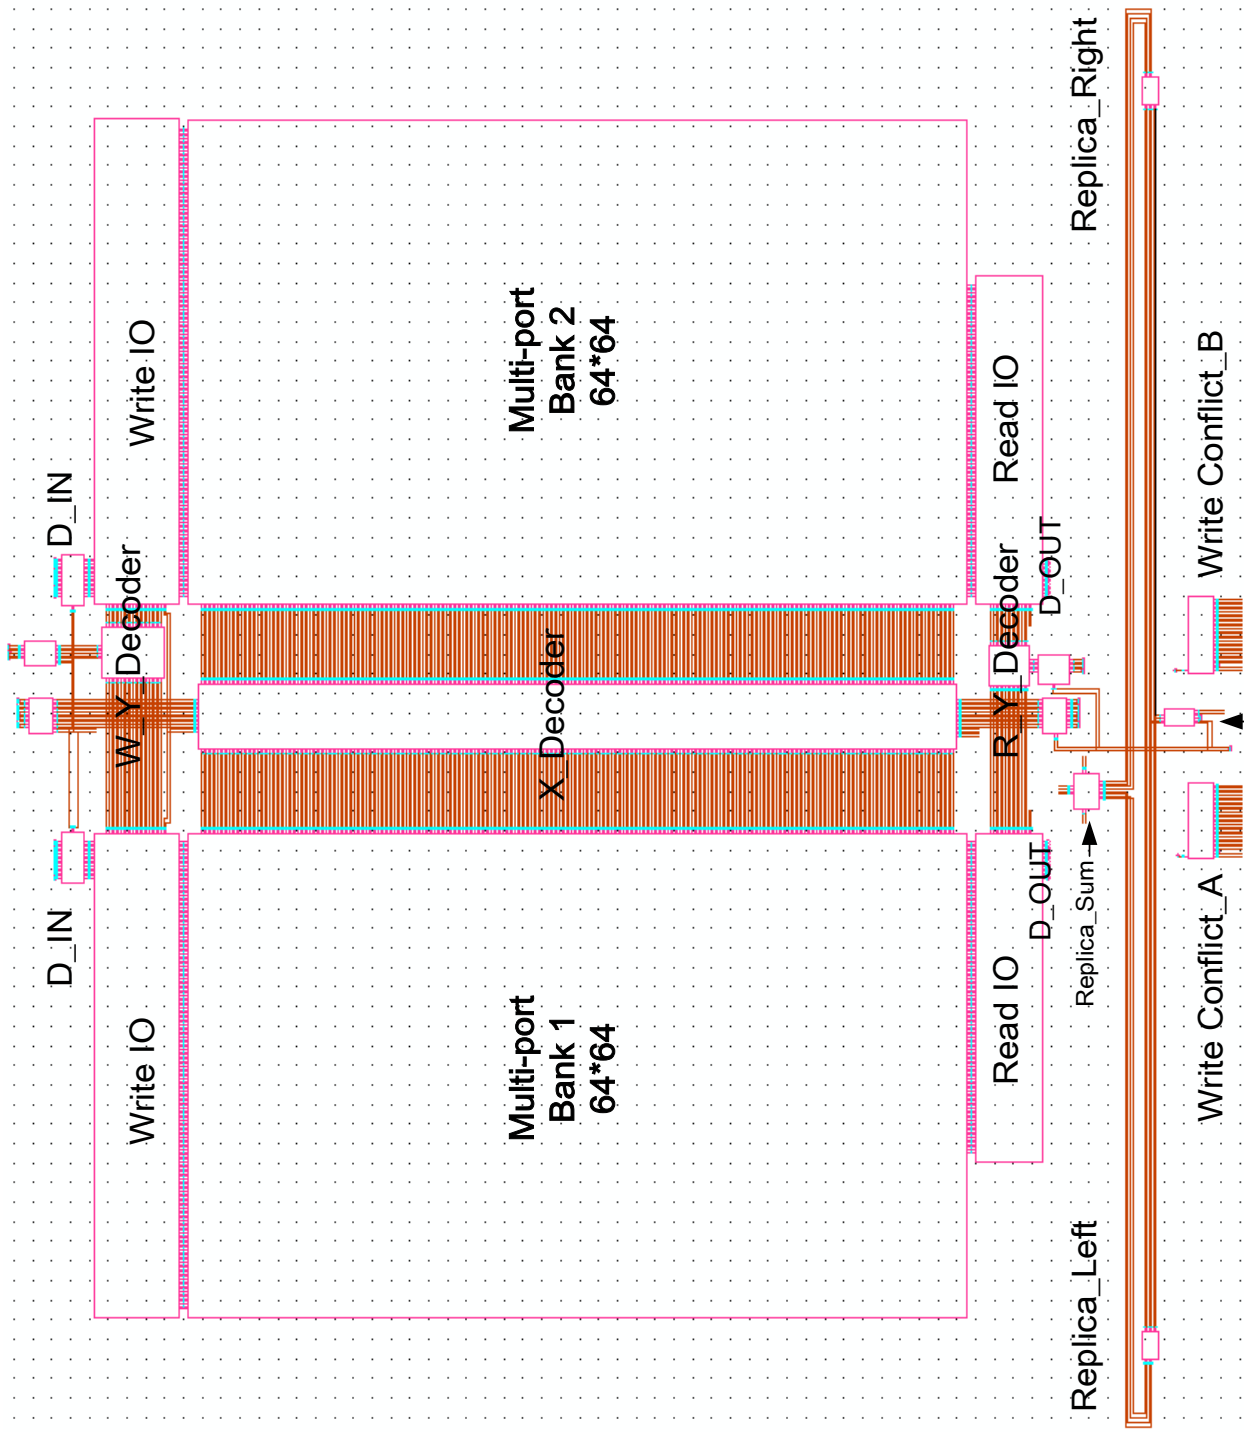 D_IN
D_IN
Write IO
W_Y_Decoder
Write IO
Multi-port
Bank 1
64*64
X_Decoder
Multi-port
Bank 2
64*64
Read IO
R_Y_Decoder
Read IO
D_OUT
D_OUT
Replica_Sum
Replica_Left
Replica_Right
Write Conflict_A
Write Conflict_B